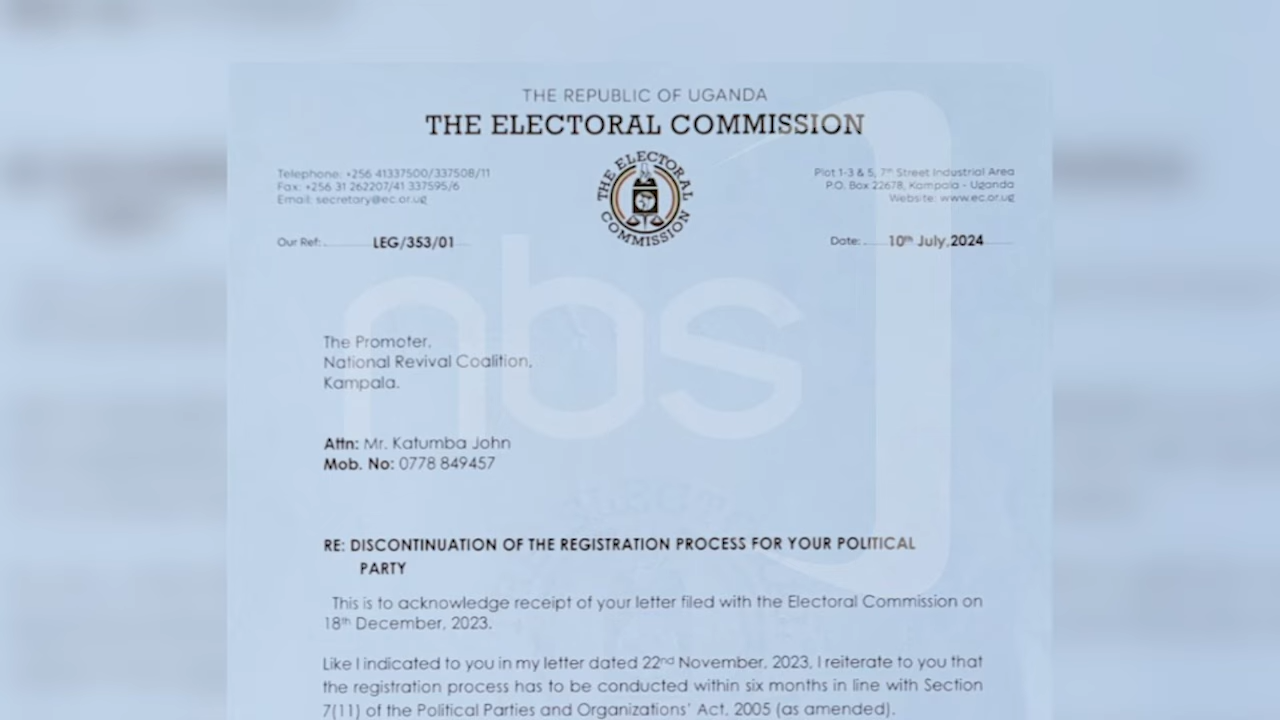 THE REPUBLIC OF UGANDA
THE ELECTORAL COMMISSION
Telephone: +256 41337500/337508/11
Fax: +256 31 262207/41 337595/6
Email: secretary@ec.or.ug
THE ELECTORAL COMMISSION
Plot 1-3 & 5, 7th Street Industrial Area
P.O. Box 22678, Kampala - Uganda
Website: www.ec.or.ug
Our Ref: LEG/353/01
Date: 10th July, 2024
nbs
The Promoter,
National Revival Coalition,
Kampala.
Attn: Mr. Katumba John
Mob. No: 0778 849457
RE: DISCONTINUATION OF THE REGISTRATION PROCESS FOR YOUR POLITICAL
PARTY
This is to acknowledge receipt of your letter filed with the Electoral Commission on
18th December, 2023.
Like I indicated to you in my letter dated 22nd November, 2023, I reiterate to you that
the registration process has to be conducted within six months in line with Section
7(11) of the Political Parties and Organizations' Act, 2005 (as amended).